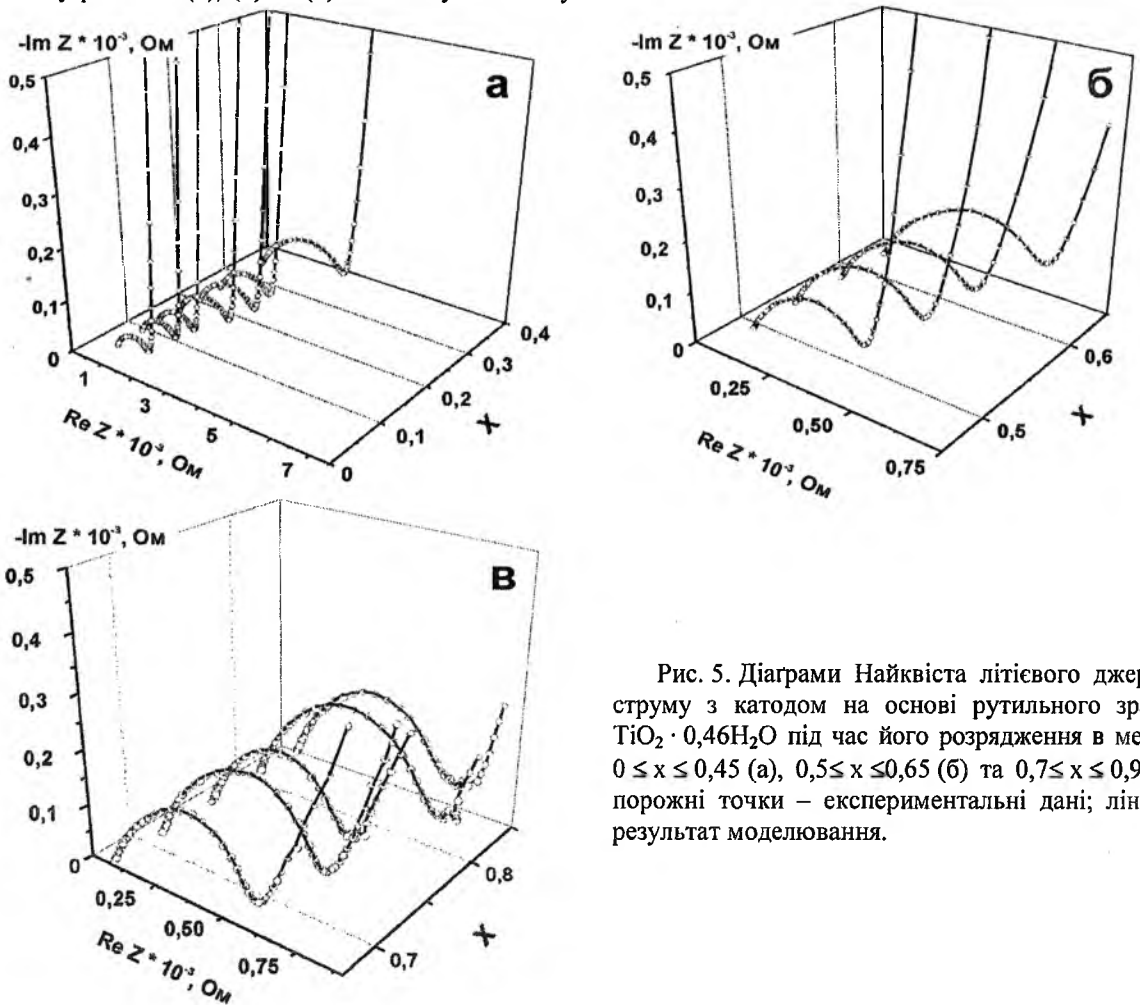 -Im Z * 10⁻³, Ом
0,5
0,4
0,3
0,2
0,1
0
1
3
5
7
Re Z * 10⁻³, Ом
0
0,1
0,2
0,3
0,4
X
а
-Im Z * 10⁻³, Ом
0,5
0,4
0,3
0,2
0,1
0
0,25
0,50
0,75
Re Z * 10⁻³, Ом
0,5
0,6
X
б
-Im Z * 10⁻³, Ом
0,5
0,4
0,3
0,2
0,1
0
0,25
0,50
0,75
Re Z * 10⁻³, Ом
0,7
0,8
X
в
Рис. 5. Діаграми Найквіста літієвого
струму з катодом на основі рутильного
TiO₂ · 0,46H₂O під час його розрядження в
0 ≤ x ≤ 0,45 (а), 0,5≤ x ≤0,65 (б) та 0,7≤ x ≤ 0,9
порожні точки – експериментальні дані;
результат моделювання.